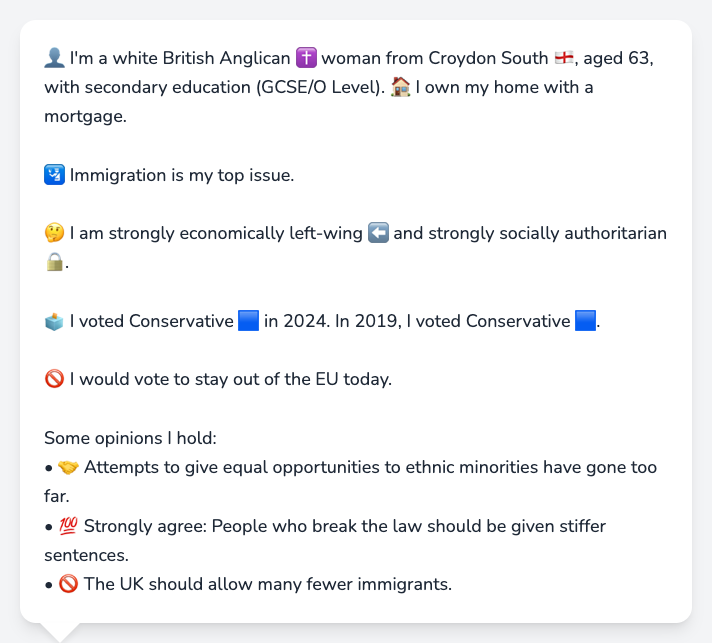 👤 I'm a white British Anglican ✝️ woman from Croydon South 🏴󠁧󠁢󠁥󠁮󠁧󠁿, aged 63,
with secondary education (GCSE/O Level). 🏠 I own my home with a
mortgage.
🛂 Immigration is my top issue.
🤔 I am strongly economically left-wing ⬅️ and strongly socially authoritarian
🔒.
🗳️ I voted Conservative 🟦 in 2024. In 2019, I voted Conservative 🟦.
🚫 I would vote to stay out of the EU today.
Some opinions I hold:
• 🤝 Attempts to give equal opportunities to ethnic minorities have gone too
far.
• 💯 Strongly agree: People who break the law should be given stiffer
sentences.
• 🚫 The UK should allow many fewer immigrants.